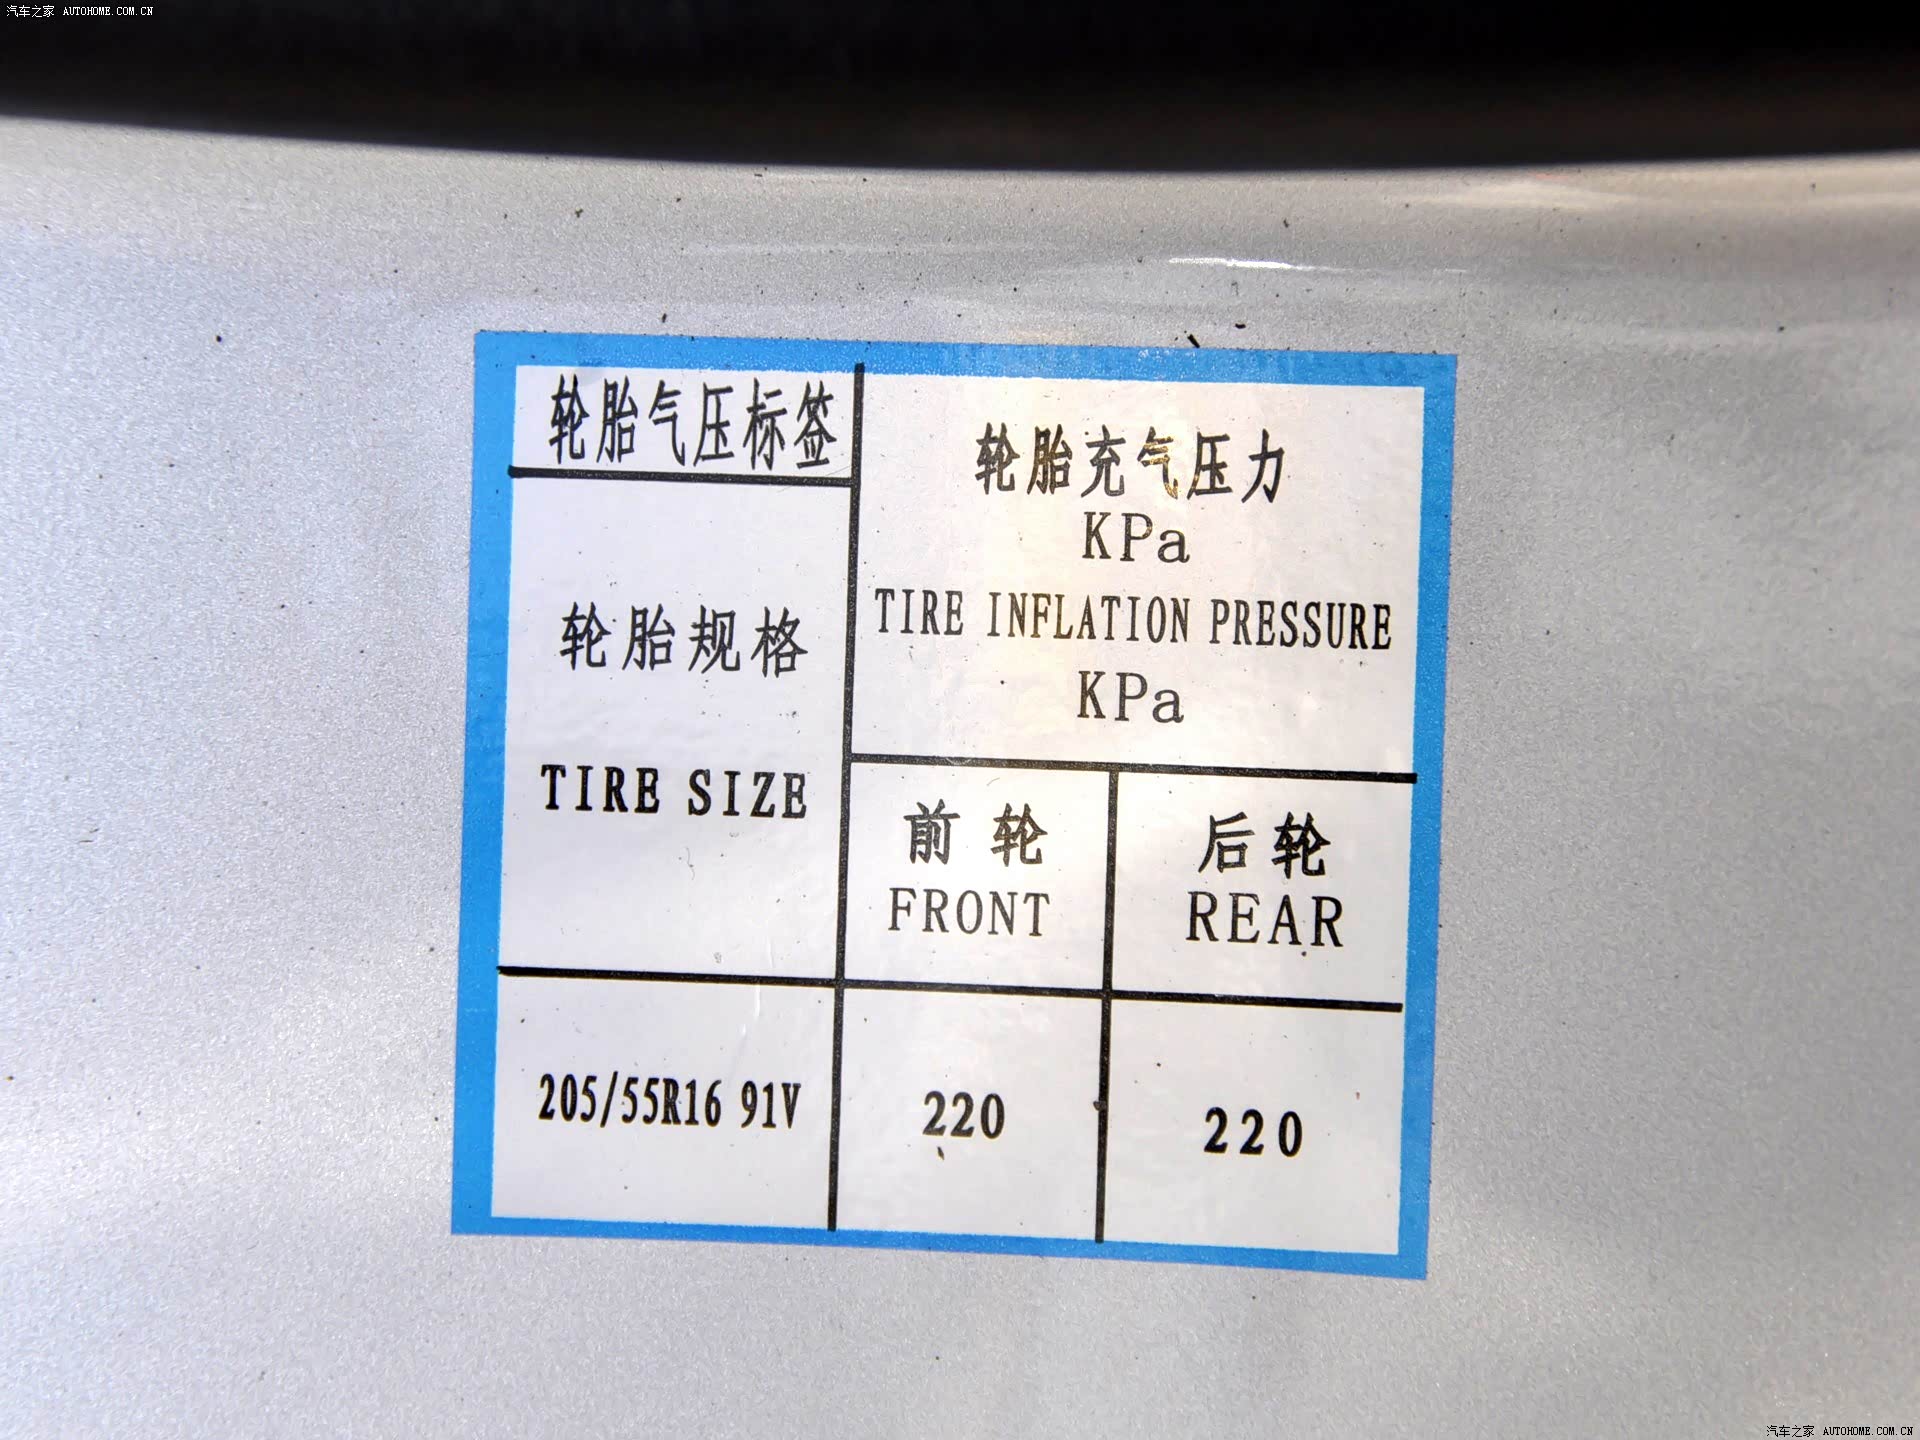 汽车之家 AUTOHOME.COM.CN
轮胎气压标签
轮胎充气压力
KPa
TIRE INFLATION PRESSURE
KPa
轮胎规格
TIRE SIZE
前轮
FRONT
后轮
REAR
205/55R16 91V
220
220
汽车之家 AUTOHOME.COM.CN